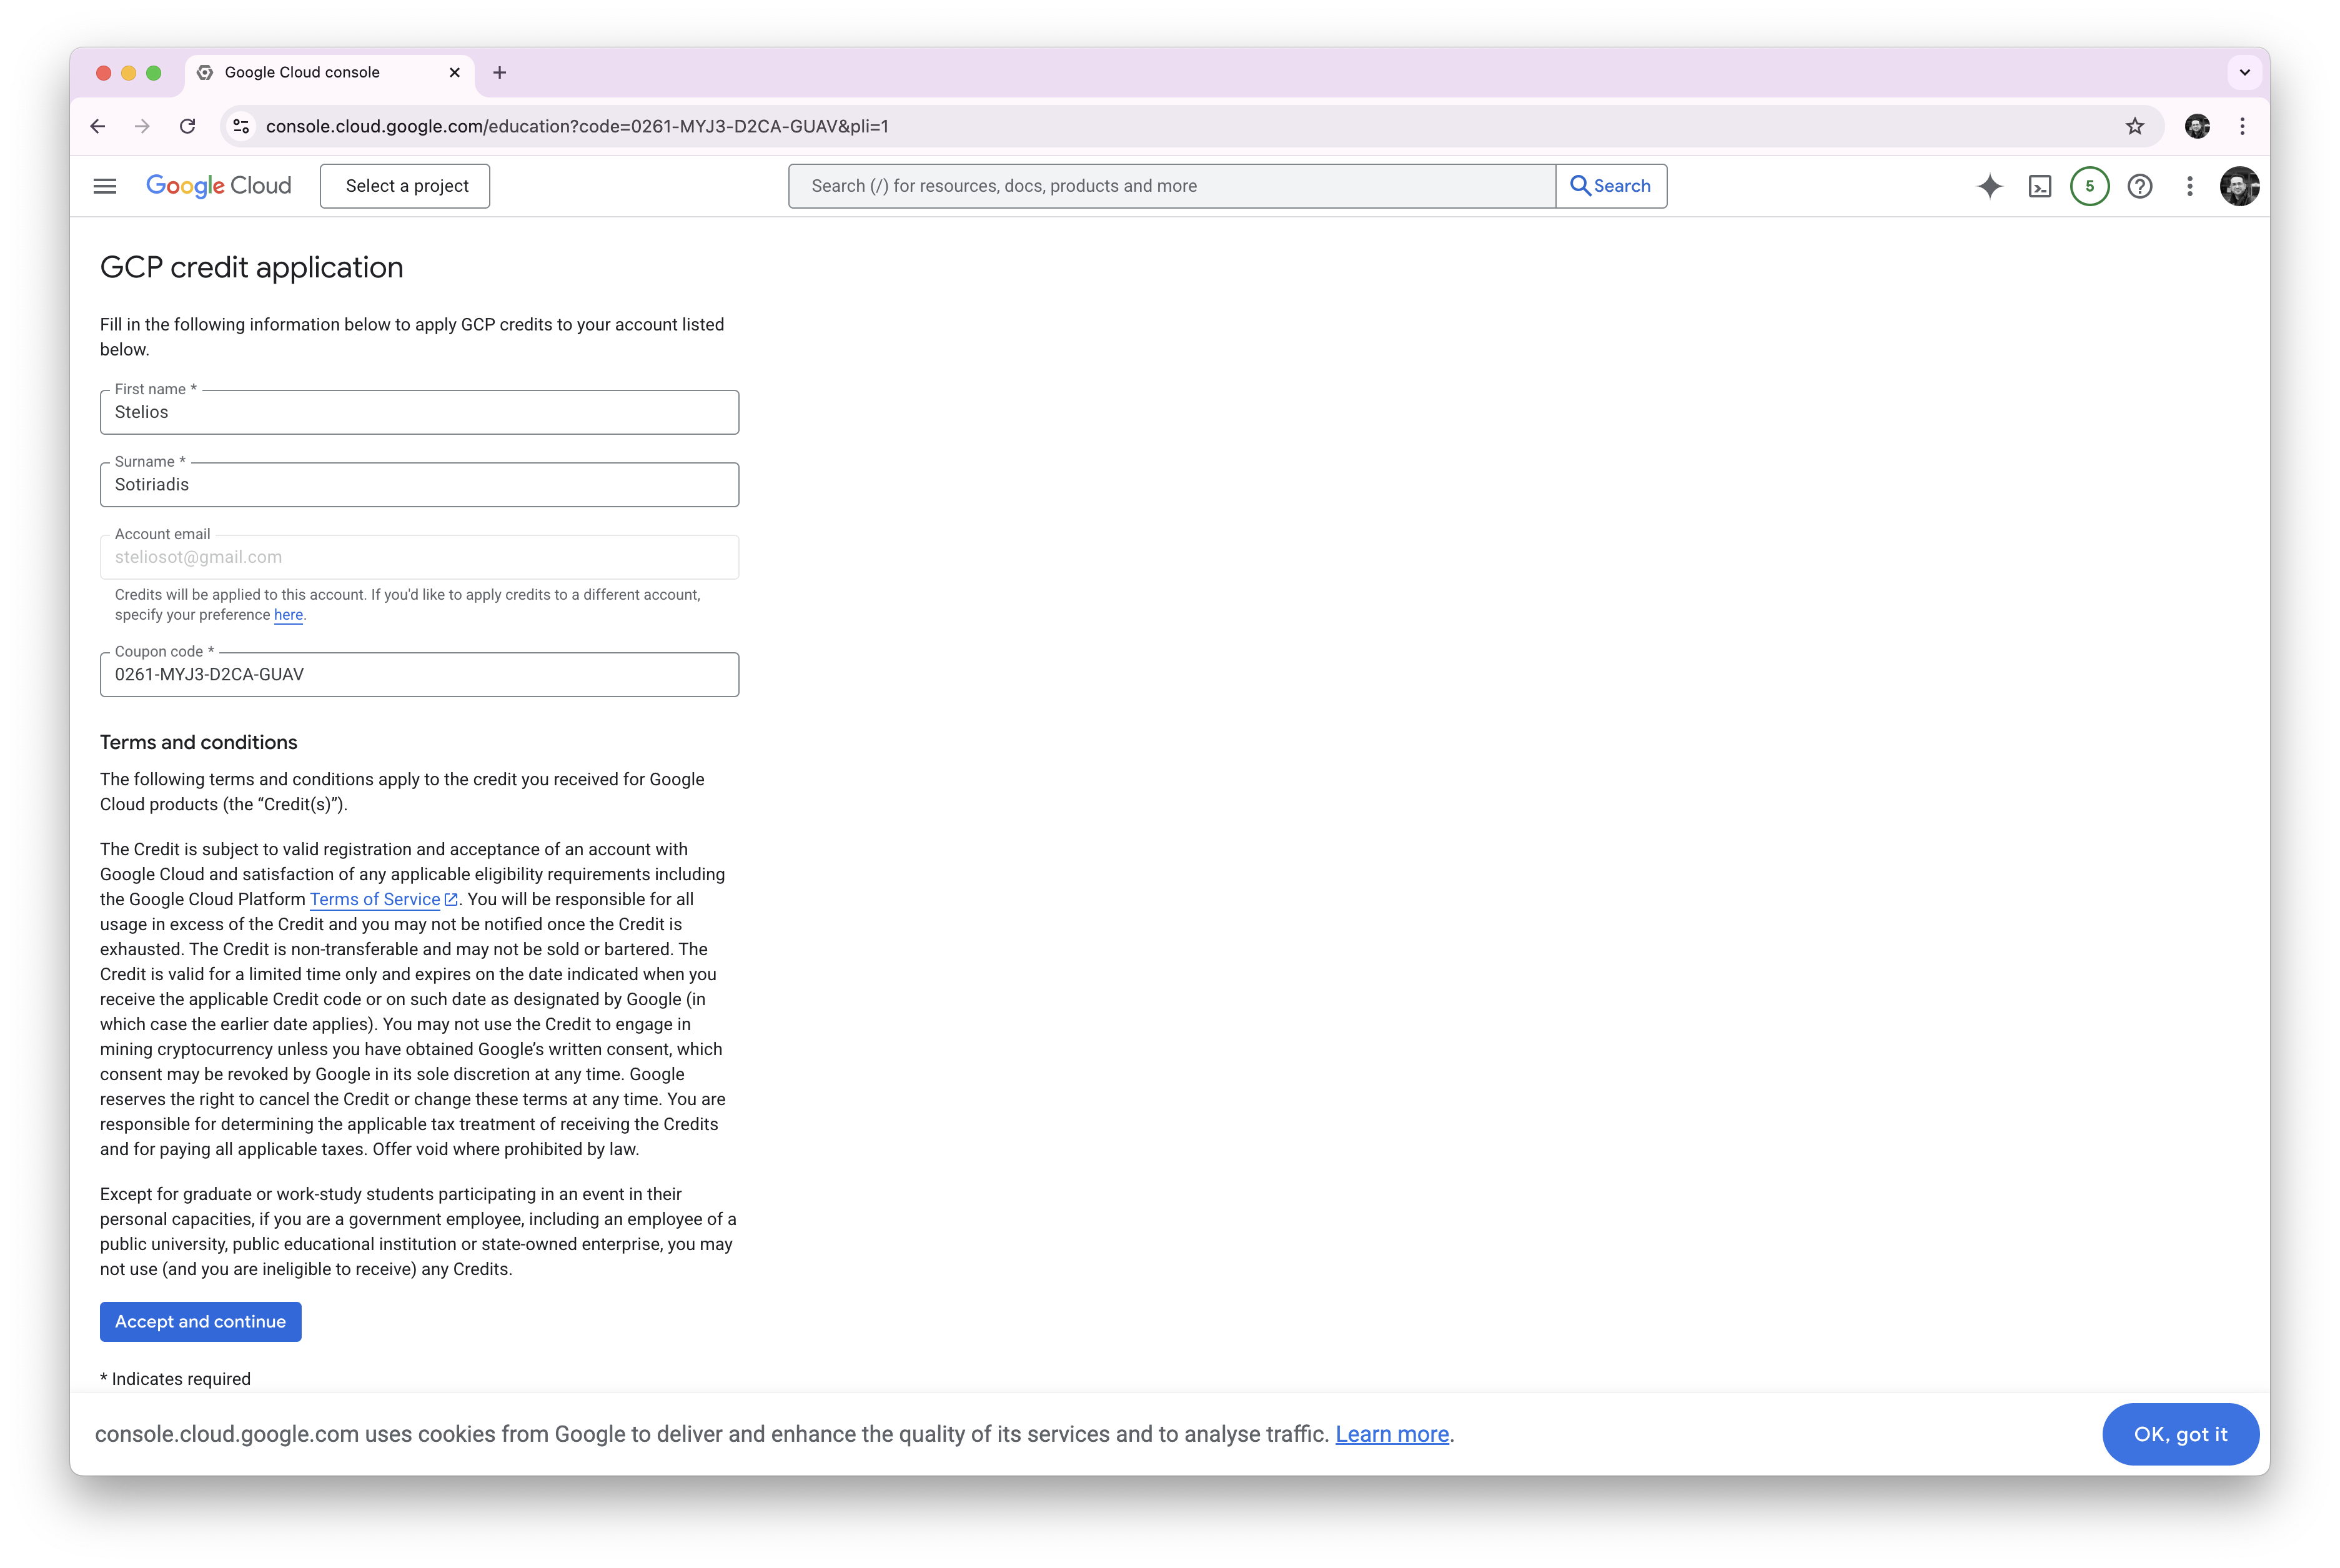 Google Cloud console
console.cloud.google.com/education?code=0261-MYJ3-D2CA-GUAV&pli=1
Google Cloud
Select a project
Search (/) for resources, docs, products and more
Search
5
GCP credit application
Fill in the following information below to apply GCP credits to your account listed
below.
First name *
Stelios
Surname *
Sotiriadis
Account email
steliosot@gmail.com
Credits will be applied to this account. If you'd like to apply credits to a different account,
specify your preference here.
Coupon code *
0261-MYJ3-D2CA-GUAV
Terms and conditions
The following terms and conditions apply to the credit you received for Google
Cloud products (the “Credit(s)”).
The Credit is subject to valid registration and acceptance of an account with
Google Cloud and satisfaction of any applicable eligibility requirements including
the Google Cloud Platform Terms of Service. You will be responsible for all
usage in excess of the Credit and you may not be notified once the Credit is
exhausted. The Credit is non-transferable and may not be sold or bartered. The
Credit is valid for a limited time only and expires on the date indicated when you
receive the applicable Credit code or on such date as designated by Google (in
which case the earlier date applies). You may not use the Credit to engage in
mining cryptocurrency unless you have obtained Google’s written consent, which
consent may be revoked by Google in its sole discretion at any time. Google
reserves the right to cancel the Credit or change these terms at any time. You are
responsible for determining the applicable tax treatment of receiving the Credits
and for paying all applicable taxes. Offer void where prohibited by law.
Except for graduate or work-study students participating in an event in their
personal capacities, if you are a government employee, including an employee of a
public university, public educational institution or state-owned enterprise, you may
not use (and you are ineligible to receive) any Credits.
Accept and continue
* Indicates required
console.cloud.google.com uses cookies from Google to deliver and enhance the quality of its services and to analyse traffic. Learn more.
OK, got it